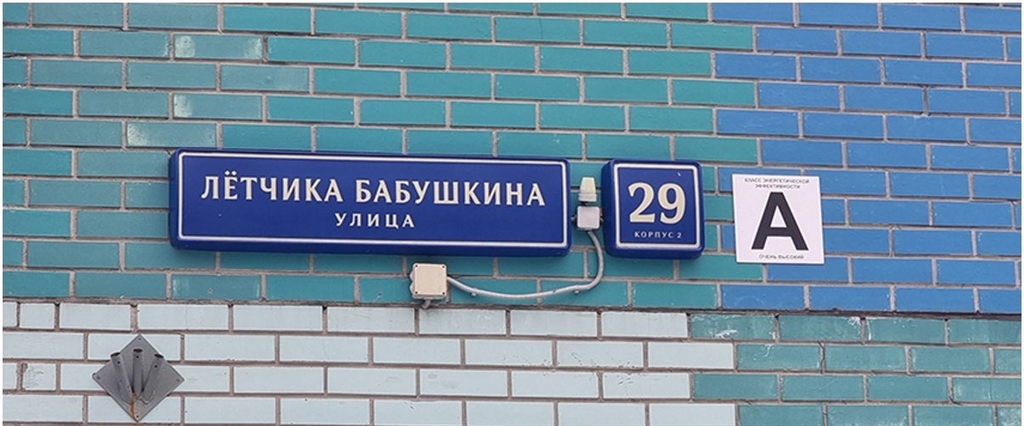 ЛЁТЧИКА БАБУШКИНА
УЛИЦА
29
КОРПУС 2
КЛАСС ЭНЕРГЕТИЧЕСКОЙ
ЭФФЕКТИВНОСТИ
А
ОЧЕНЬ ВЫСОКИЙ